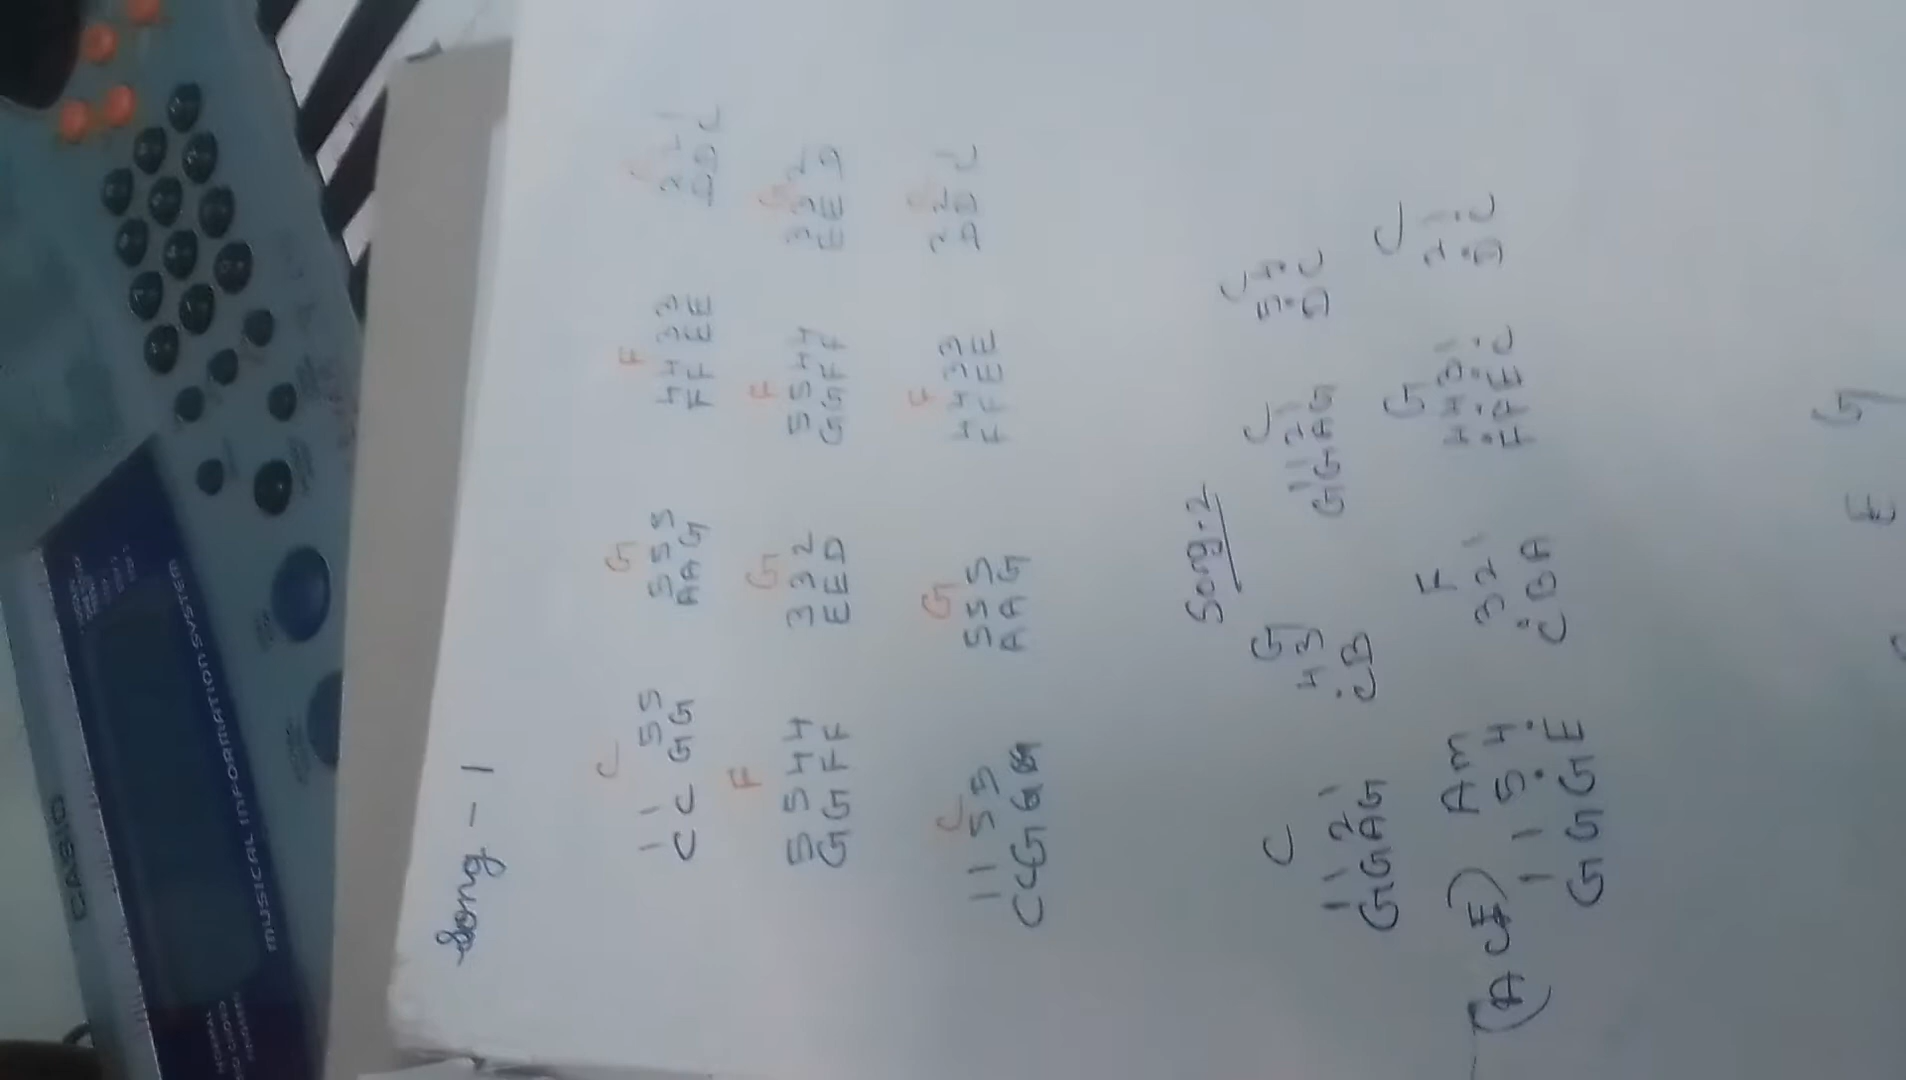 CASIO
MUSICAL INFORMATION SYSTEM
Song - 1
C G F C
1 1 5 5 5 5 5 4 4 3 3 2 1
C C G G A A G F F E E D C
F G F G
5 5 4 4 3 3 2 5 5 4 4 3 3 2
G G F F E E D G G F F E E D
C G F C
1 1 5 5 5 5 5 4 4 3 3 2 2 1
C C G G A A G F F E E D D C
Song-2
C G C C
1 1 2 1 4 3 1 1 2 1 5 4
G G A G Ċ B G G A G Ḋ Ċ
Am F G C
1 1 5 4 3 2 1 4 4 3 1 2 1
G G Ġ Ė Ċ B A Ḟ Ḟ Ė Ċ Ḋ Ċ
E G